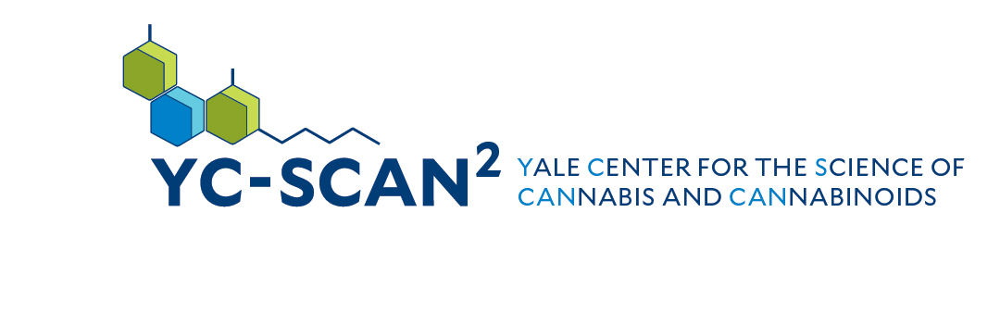 YC-SCAN²
YALE CENTER FOR THE SCIENCE OF
CANNABIS AND CANNABINOIDS